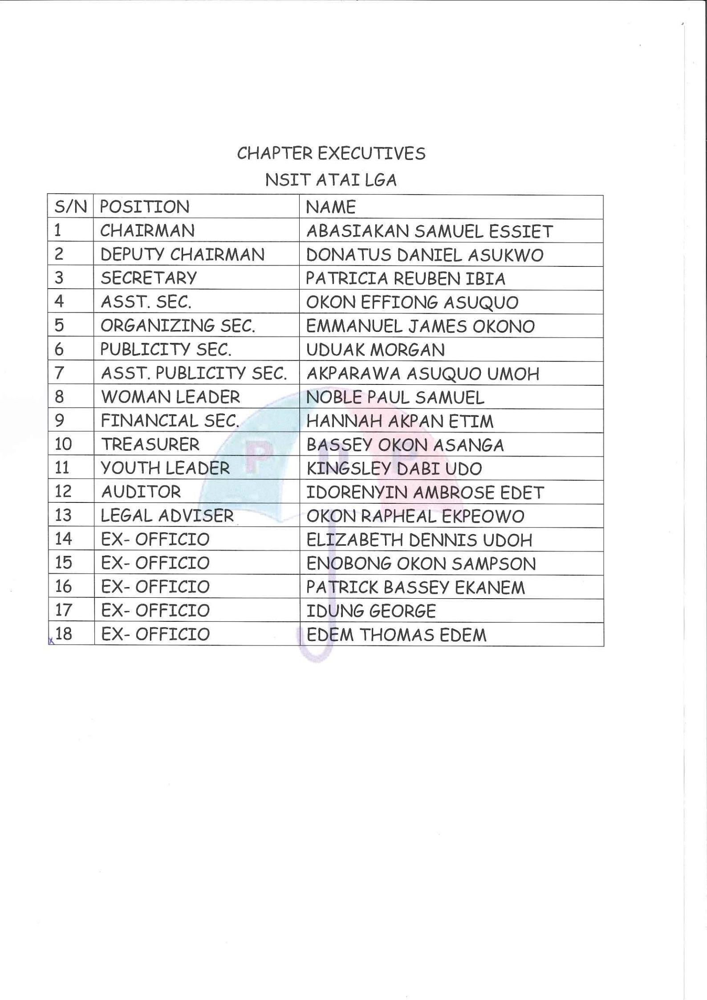 CHAPTER EXECUTIVES
NSIT ATAI LGA
S/N POSITION NAME
1 CHAIRMAN ABASIAKAN SAMUEL ESSIET
2 DEPUTY CHAIRMAN DONATUS DANIEL ASUKWO
3 SECRETARY PATRICIA REUBEN IBIA
4 ASST. SEC. OKON EFFIONG ASUQUO
5 ORGANIZING SEC. EMMANUEL JAMES OKONO
6 PUBLICITY SEC. UDUAK MORGAN
7 ASST. PUBLICITY SEC. AKPARAWA ASUQUO UMOH
8 WOMAN LEADER NOBLE PAUL SAMUEL
9 FINANCIAL SEC. HANNAH AKPAN ETIM
10 TREASURER BASSEY OKON ASANGA
P D P
11 YOUTH LEADER KINGSLEY DABI UDO
12 AUDITOR IDORENYIN AMBROSE EDET
13 LEGAL ADVISER OKON RAPHEAL EKPEOWO
14 EX- OFFICIO ELIZABETH DENNIS UDOH
15 EX- OFFICIO ENOBONG OKON SAMPSON
16 EX- OFFICIO PATRICK BASSEY EKANEM
17 EX- OFFICIO IDUNG GEORGE
18 EX- OFFICIO EDEM THOMAS EDEM